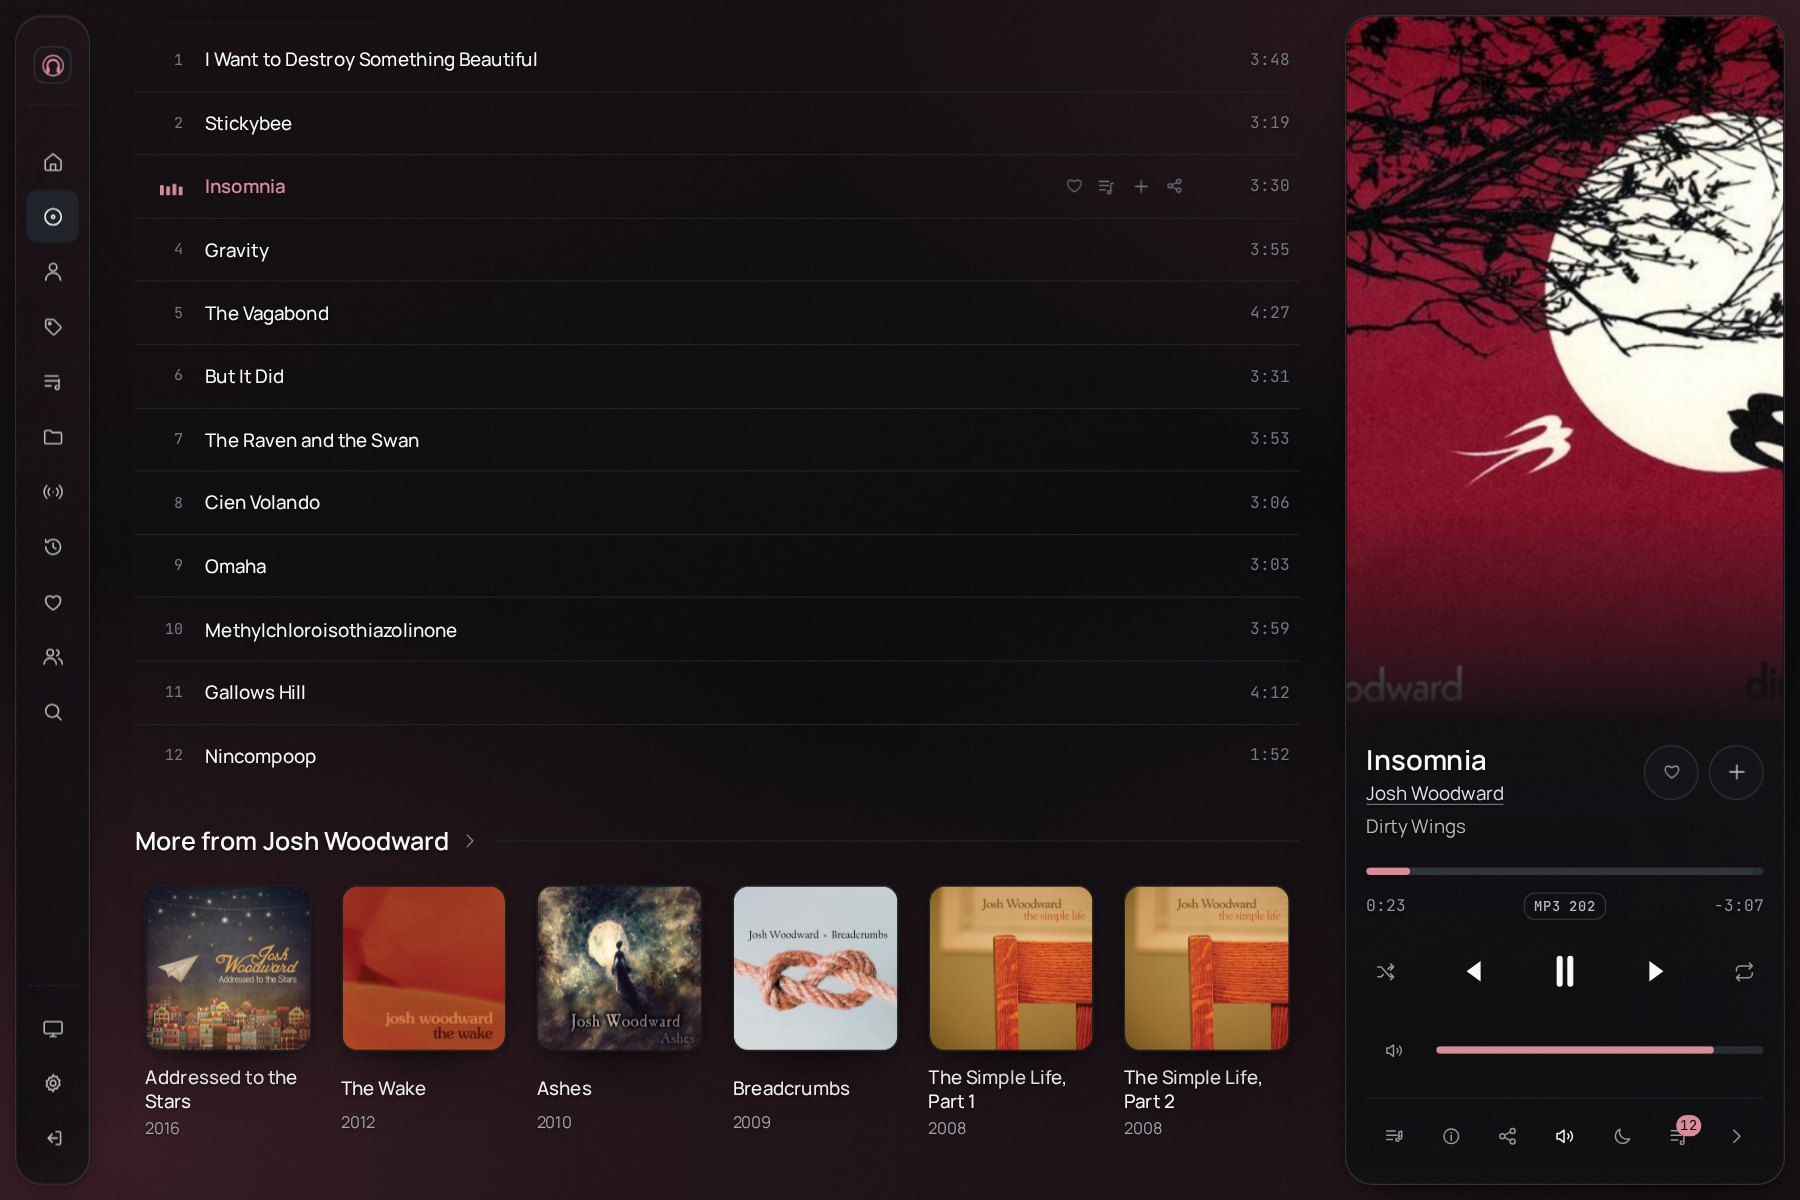 1 I Want to Destroy Something Beautiful 3:48
2 Stickybee 3:19
Insomnia 3:30
4 Gravity 3:55
5 The Vagabond 4:27
6 But It Did 3:31
7 The Raven and the Swan 3:53
8 Cien Volando 3:06
9 Omaha 3:03
10 Methylchloroisothiazolinone 3:59
11 Gallows Hill 4:12
12 Nincompoop 1:52
More from Josh Woodward
Josh
Woodward
Addressed to the Stars
josh woodward
the wake
Josh Woodward
Ashes
Josh Woodward - Breadcrumbs
Josh Woodward
the simple life
Josh Woodward
the simple life
Addressed to the
Stars
2016
The Wake
2012
Ashes
2010
Breadcrumbs
2009
The Simple Life,
Part 1
2008
The Simple Life,
Part 2
2008
odward di
Insomnia
Josh Woodward
Dirty Wings
0:23 MP3 202 -3:07
12